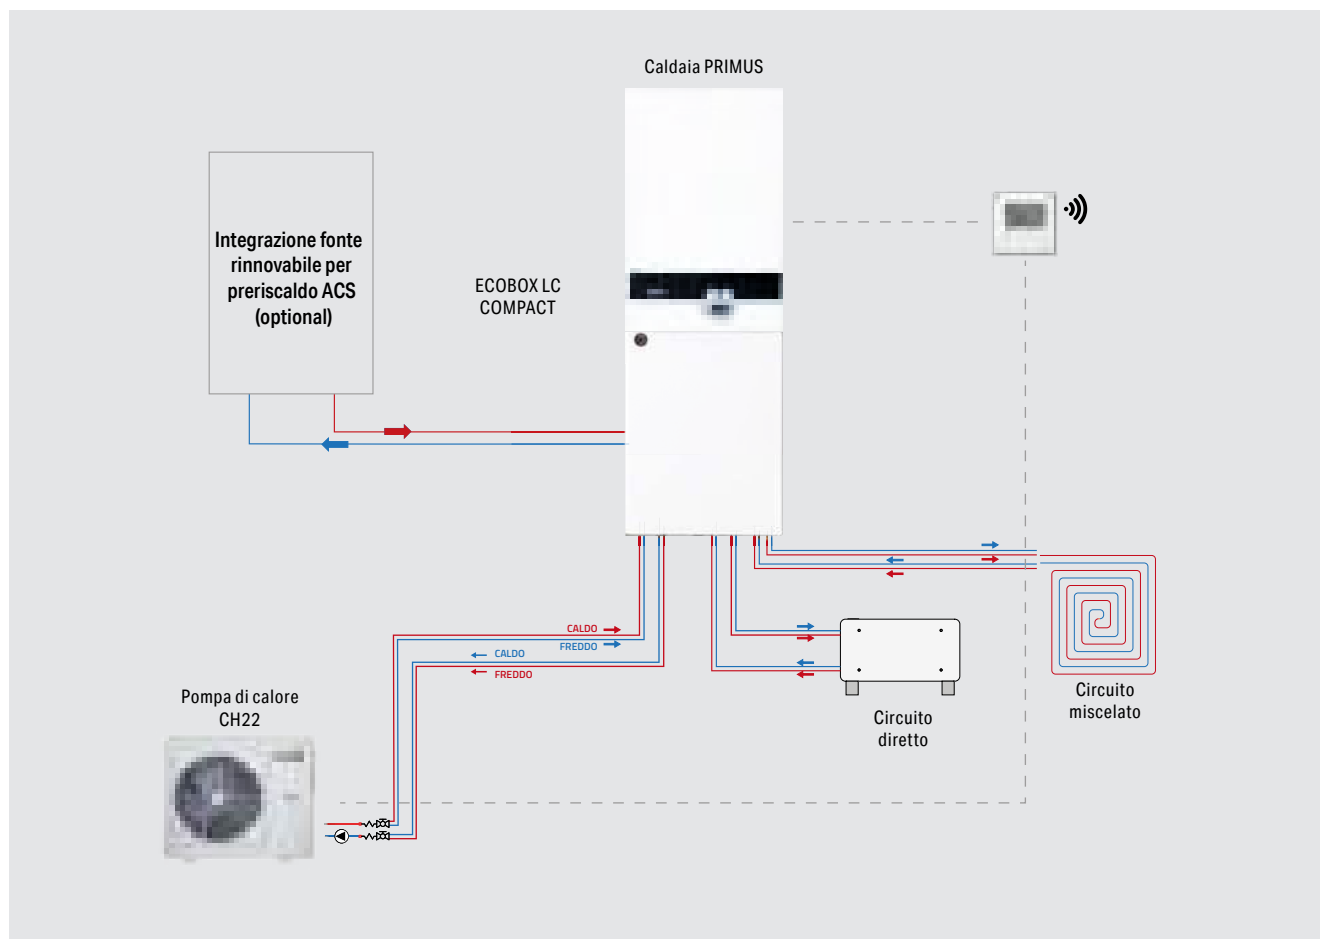 Caldaia PRIMUS
Integrazione fonte
rinnovabile per
preriscaldo ACS
(optional)
ECOBOX LC
COMPACT
CALDO
FREDDO
CALDO
FREDDO
Pompa di calore
CH22
Circuito
diretto
Circuito
miscelato